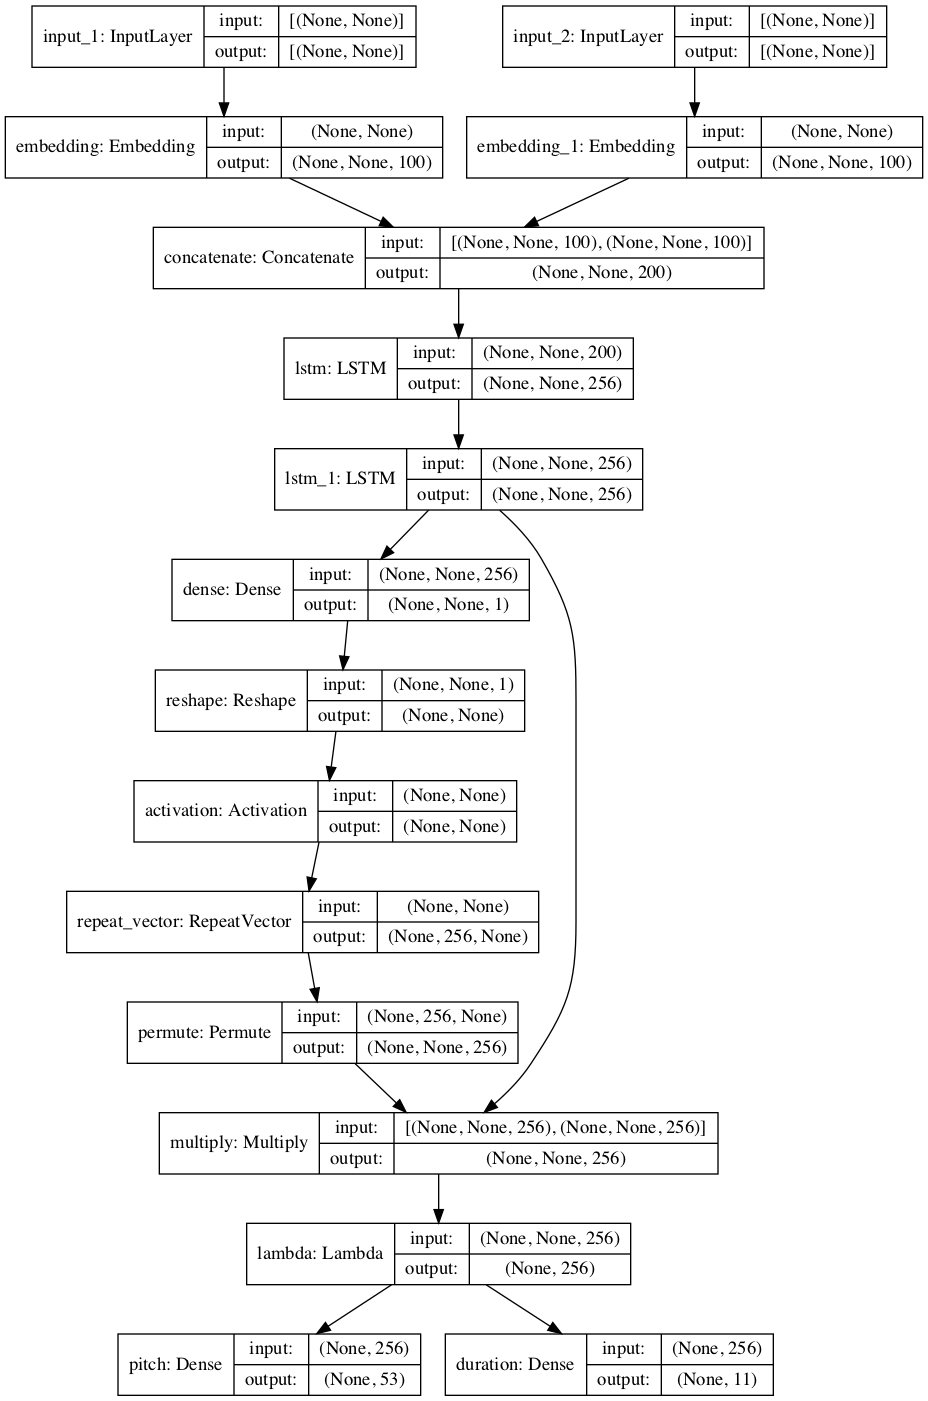 input_1: InputLayer
input: [(None, None)]
output: [(None, None)]
input_2: InputLayer
input: [(None, None)]
output: [(None, None)]
embedding: Embedding
input: (None, None)
output: (None, None, 100)
embedding_1: Embedding
input: (None, None)
output: (None, None, 100)
concatenate: Concatenate
input: [(None, None, 100), (None, None, 100)]
output: (None, None, 200)
lstm: LSTM
input: (None, None, 200)
output: (None, None, 256)
lstm_1: LSTM
input: (None, None, 256)
output: (None, None, 256)
dense: Dense
input: (None, None, 256)
output: (None, None, 1)
reshape: Reshape
input: (None, None, 1)
output: (None, None)
activation: Activation
input: (None, None)
output: (None, None)
repeat_vector: RepeatVector
input: (None, None)
output: (None, 256, None)
permute: Permute
input: (None, 256, None)
output: (None, None, 256)
multiply: Multiply
input: [(None, None, 256), (None, None, 256)]
output: (None, None, 256)
lambda: Lambda
input: (None, None, 256)
output: (None, 256)
pitch: Dense
input: (None, 256)
output: (None, 53)
duration: Dense
input: (None, 256)
output: (None, 11)